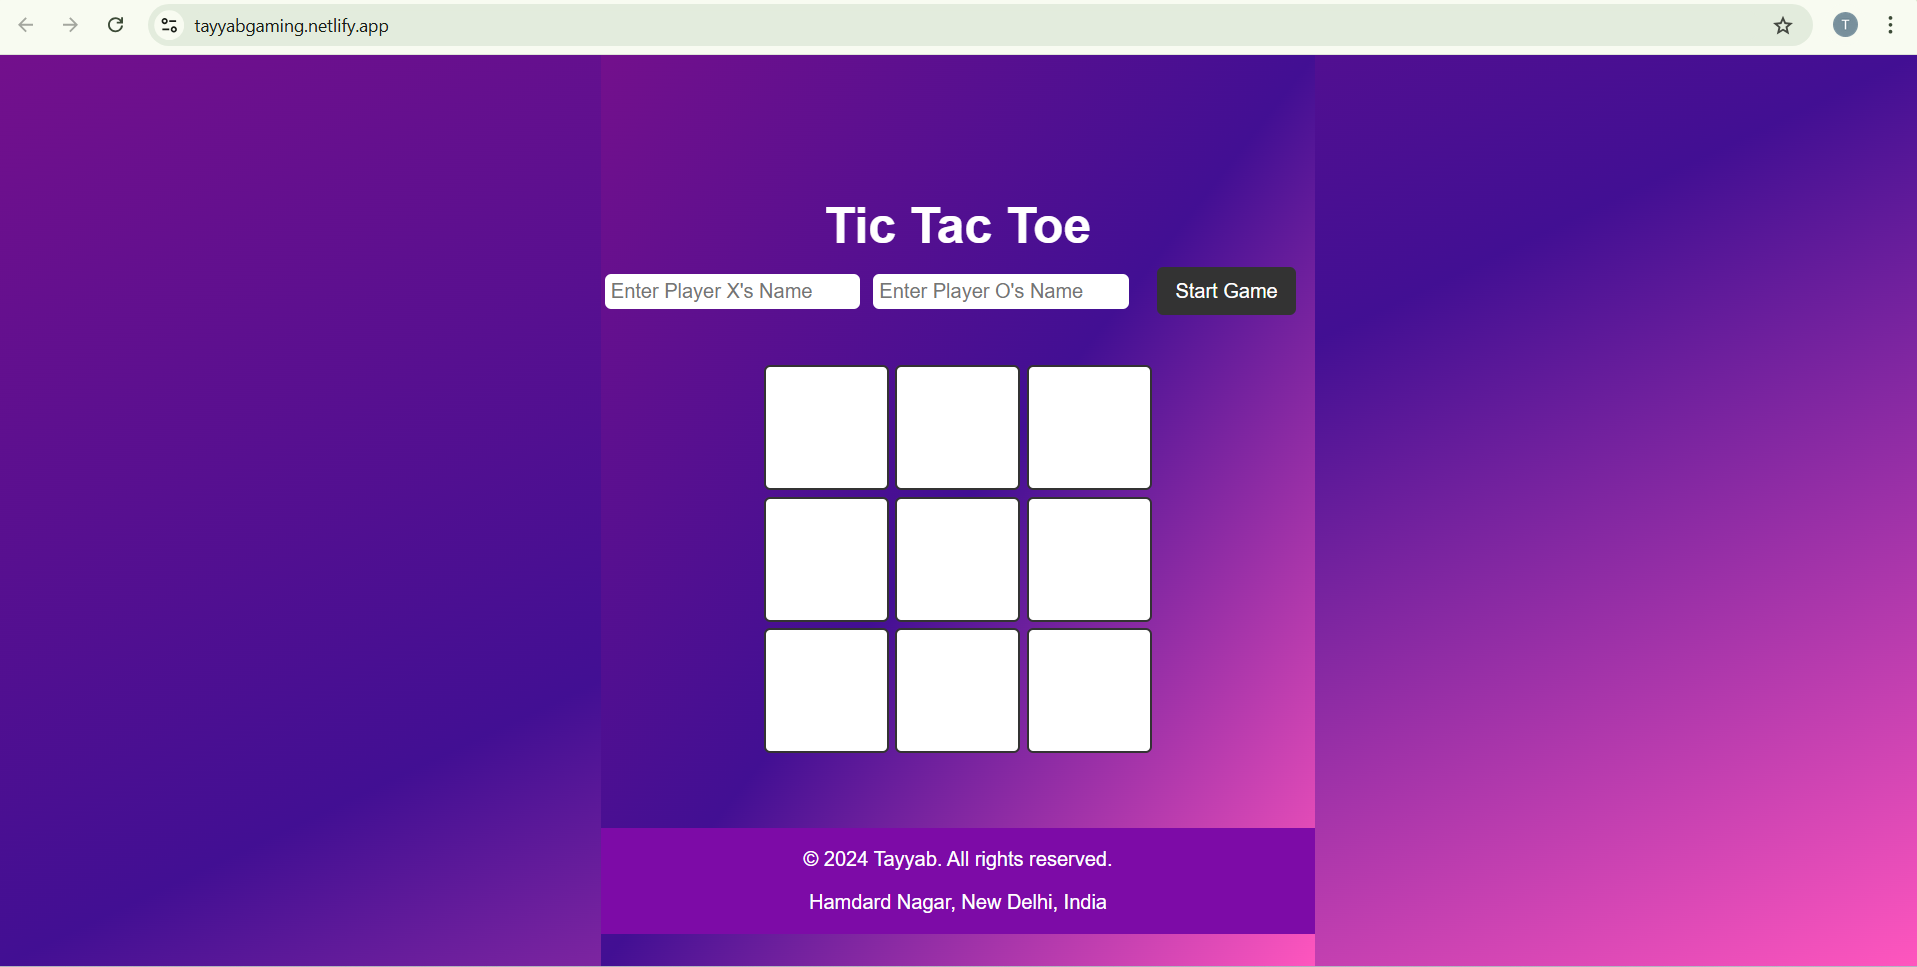 tayyabgaming.netlify.app
T
Tic Tac Toe
Enter Player X's Name
Enter Player O's Name
Start Game
© 2024 Tayyab. All rights reserved.
Hamdard Nagar, New Delhi, India